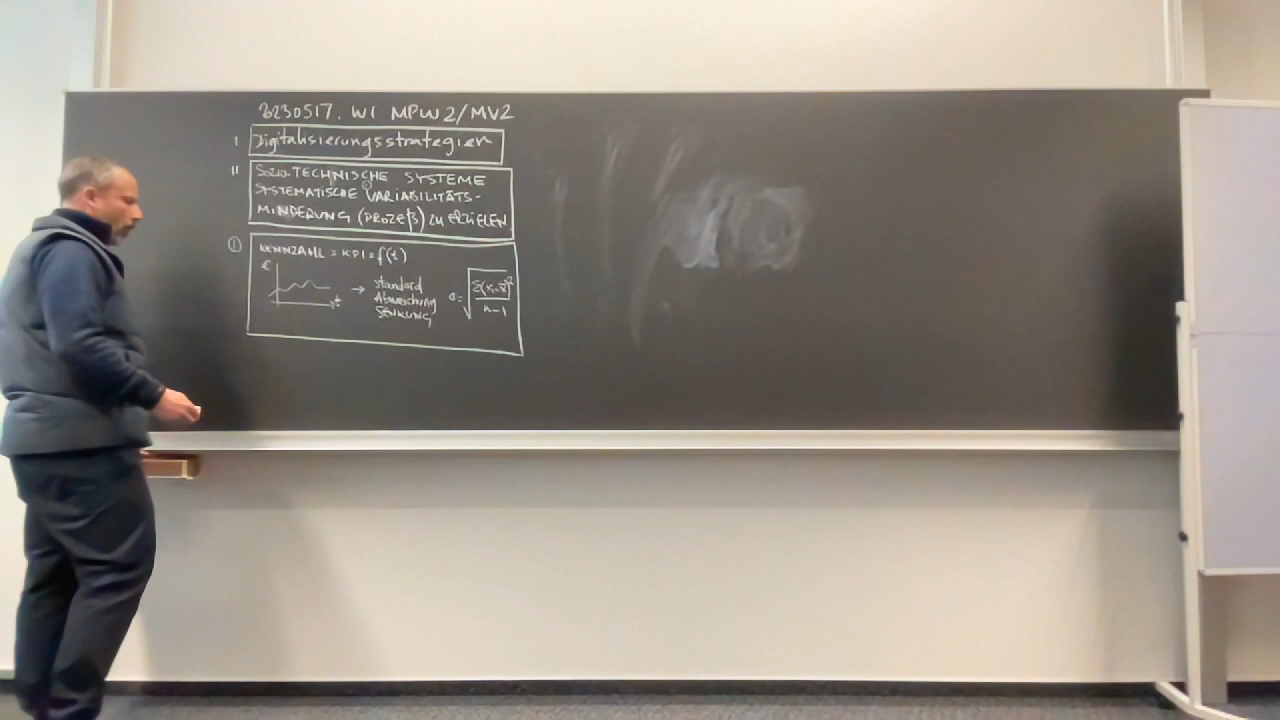 2230517. WI MPW2/MV2
I Digitalisierungsstrategien
II SOZIO-TECHNISCHE SYSTEME
SYSTEMATISCHE VARIABILITÄTS-
MINDERUNG (PROZEß) ZU ERZIELEN
① KENNZAHL = KPI = f(t)
€
t
→ Standard
Abweichung
SENKUNG
σ = √(Σ(xᵢ-x̄)²/(n-1))